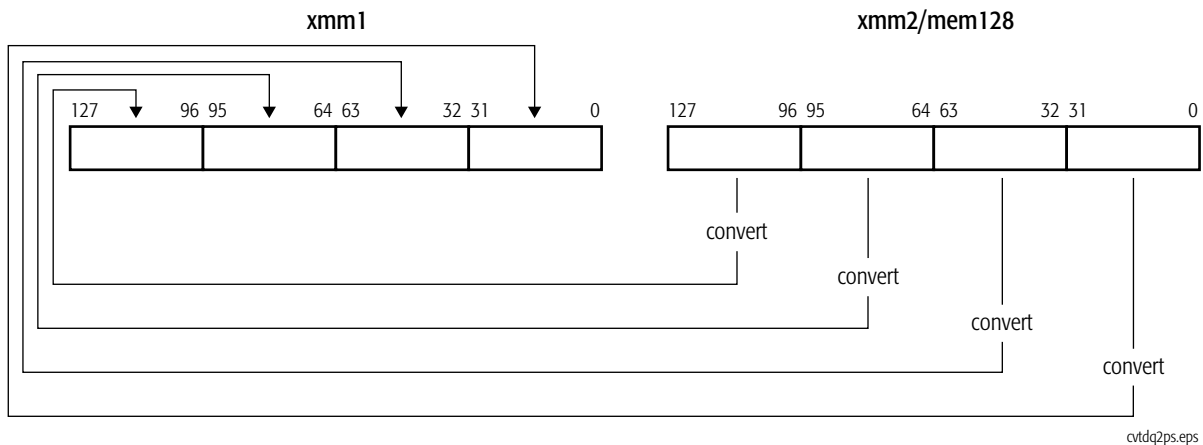 xmm1 xmm2/mem128
127 96 95 64 63 32 31 0 127 96 95 64 63 32 31 0
convert
convert
convert
convert
cvtdq2ps.eps